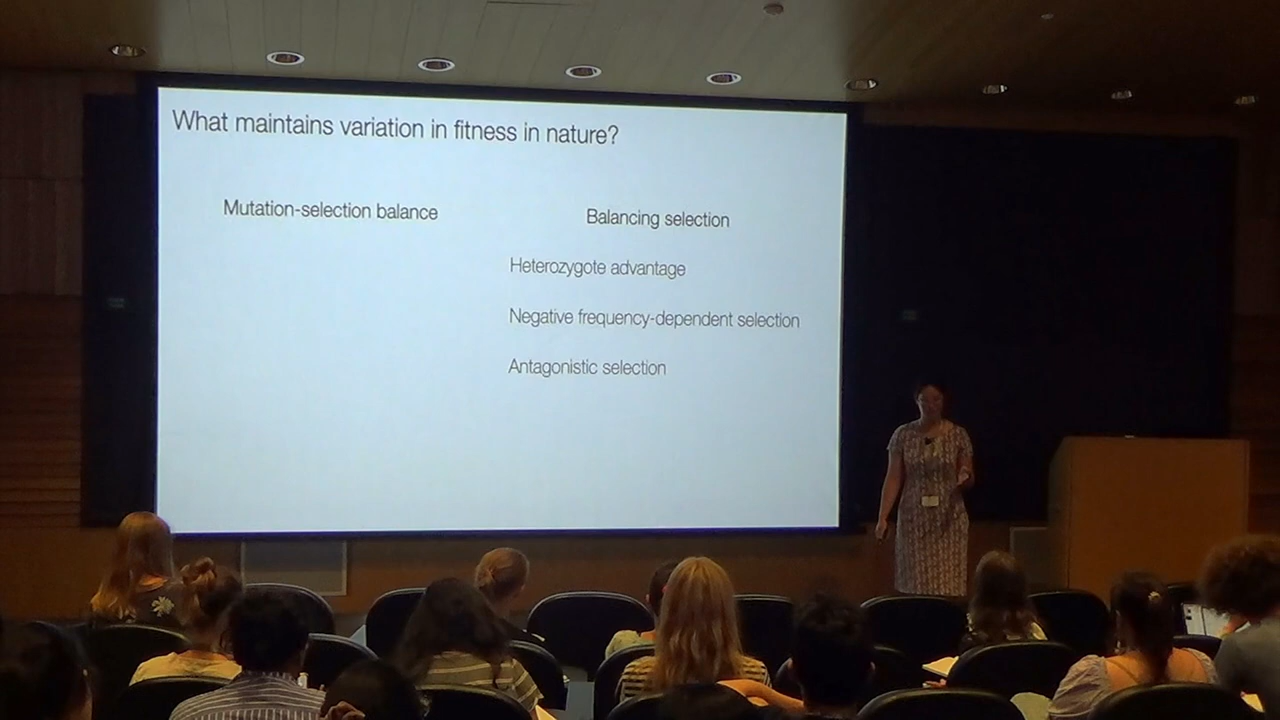 What maintains variation in fitness in nature?
Mutation-selection balance
Balancing selection
Heterozygote advantage
Negative frequency-dependent selection
Antagonistic selection